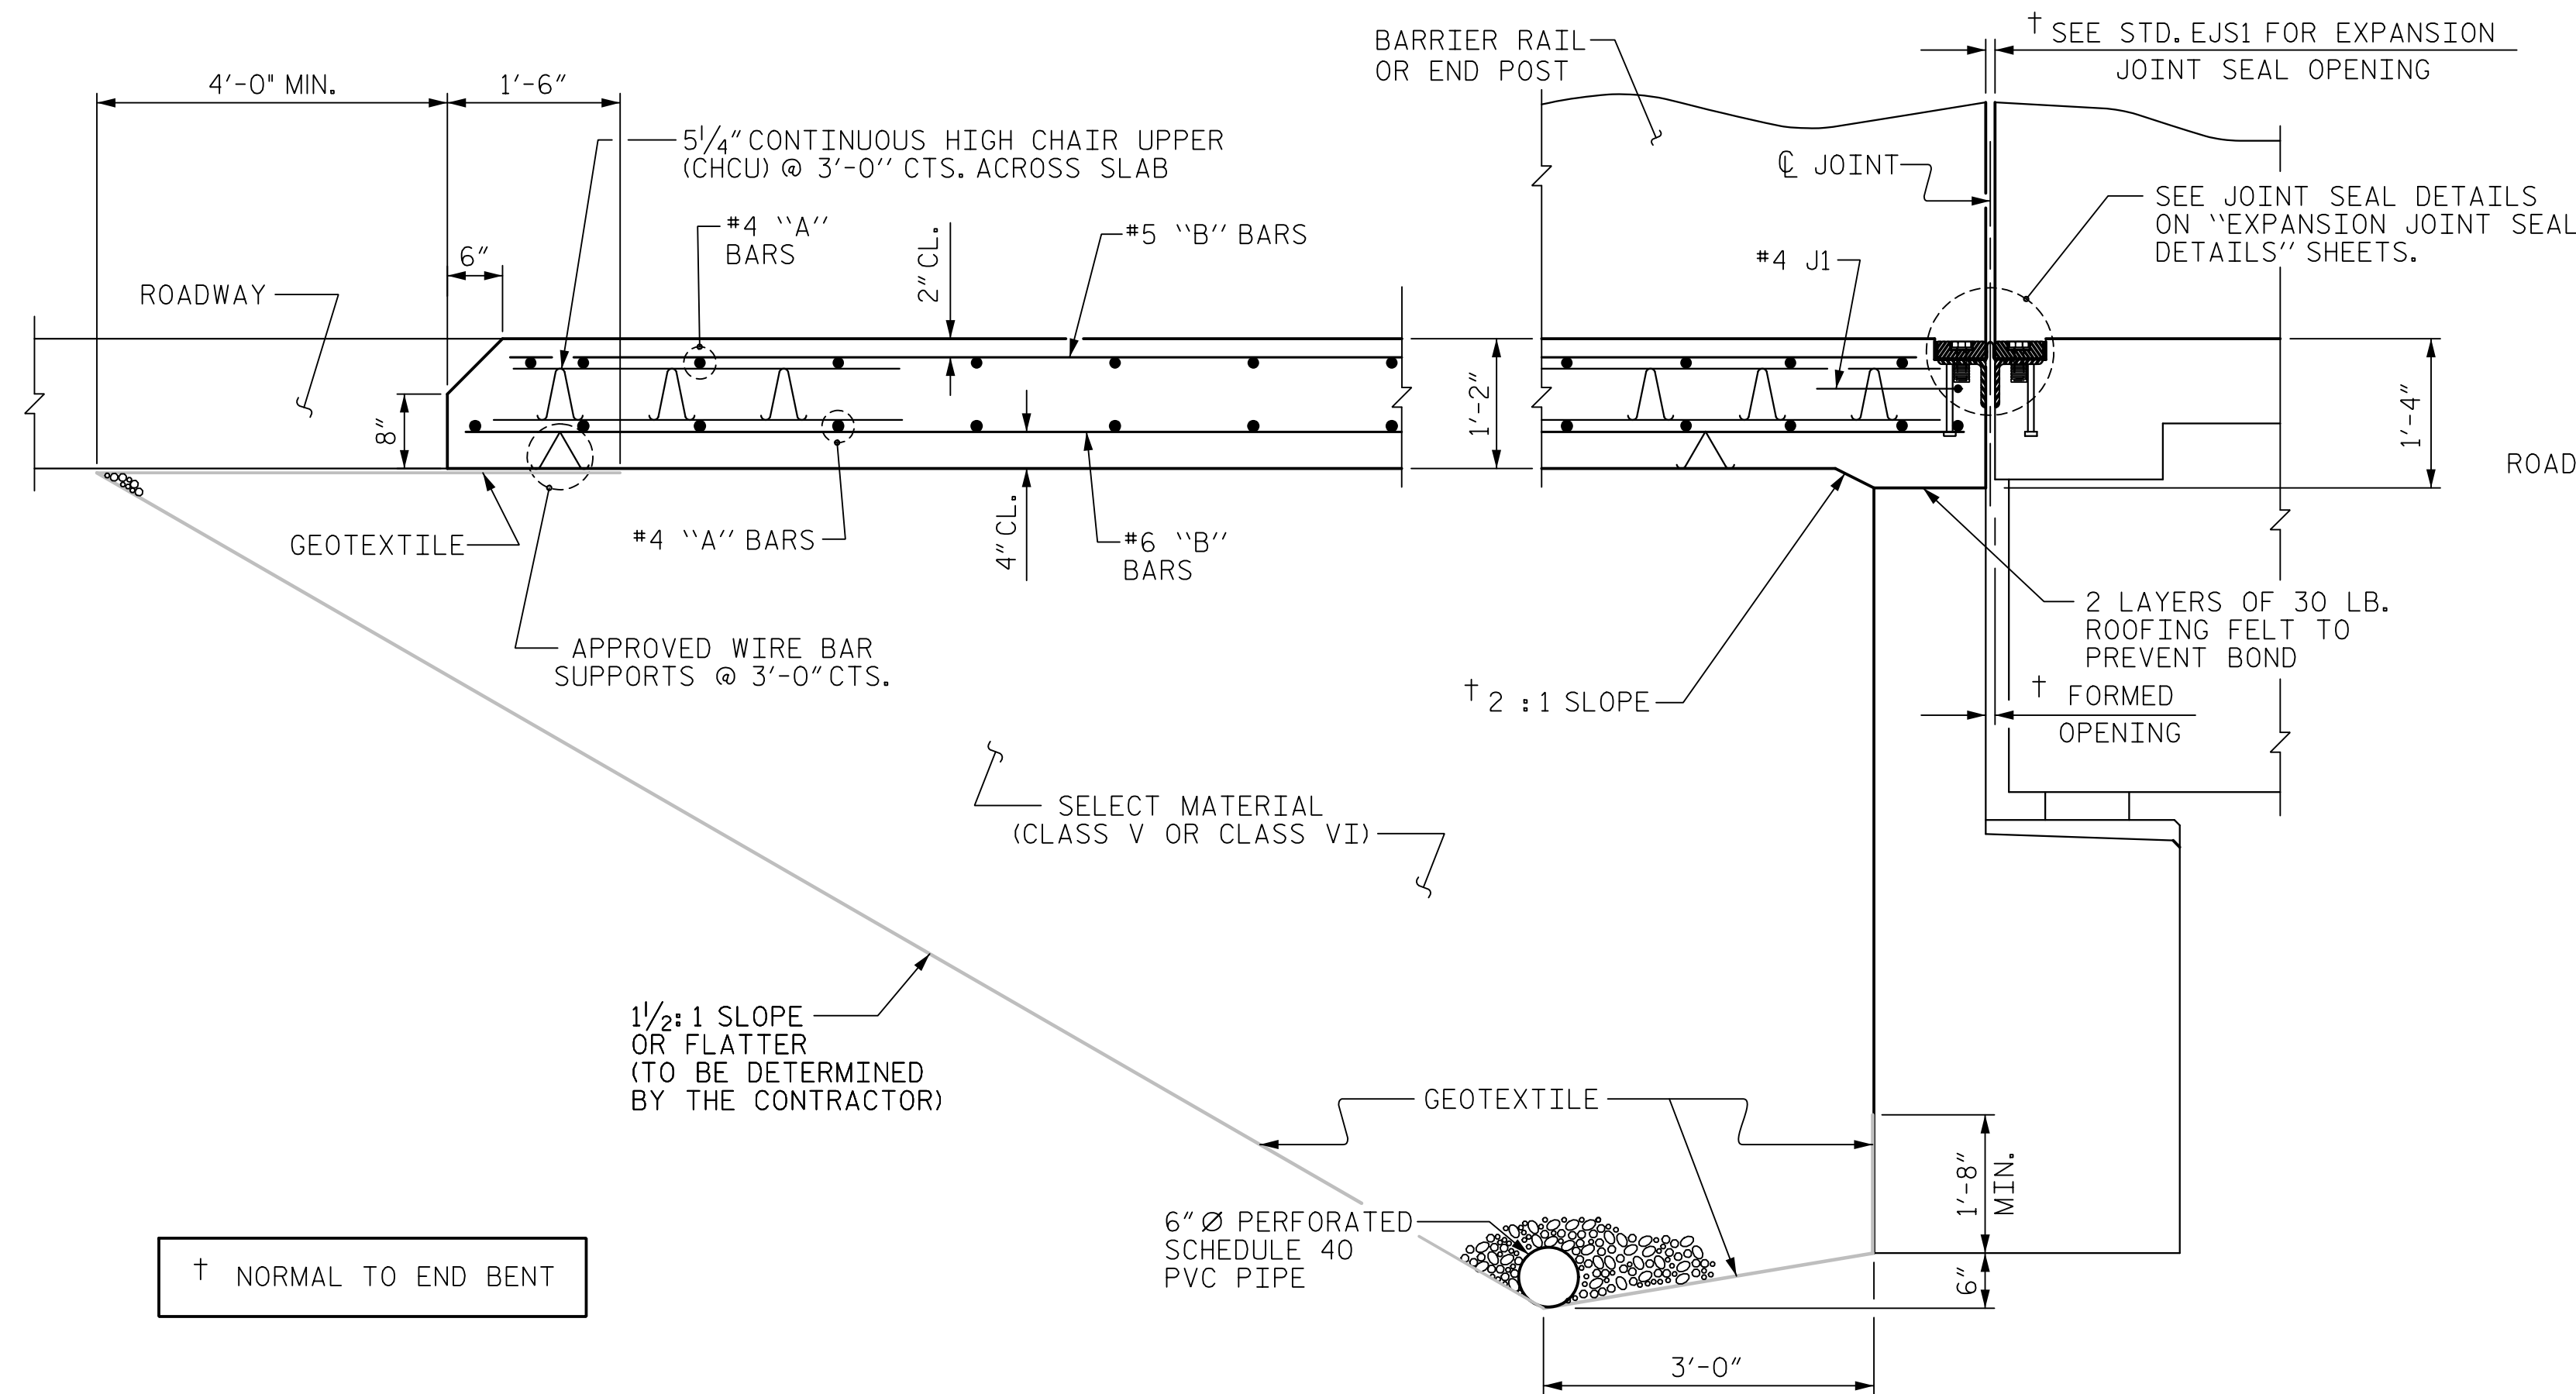 † SEE STD. EJS1 FOR EXPANSION
JOINT SEAL OPENING
BARRIER RAIL
OR END POST
4'-0" MIN.
1'-6"
5 1/4" CONTINUOUS HIGH CHAIR UPPER
(CHCU) @ 3'-0" CTS. ACROSS SLAB
℄ JOINT
SEE JOINT SEAL DETAILS
ON "EXPANSION JOINT SEAL
DETAILS" SHEETS.
#4 "A"
BARS
2" CL.
#5 "B" BARS
6"
#4 J1
ROADWAY
8"
1'-2"
1'-4"
ROAD
GEOTEXTILE
#4 "A" BARS
4" CL.
#6 "B"
BARS
2 LAYERS OF 30 LB.
ROOFING FELT TO
PREVENT BOND
APPROVED WIRE BAR
SUPPORTS @ 3'-0" CTS.
† 2 : 1 SLOPE
† FORMED
OPENING
SELECT MATERIAL
(CLASS V OR CLASS VI)
1 1/2 : 1 SLOPE
OR FLATTER
(TO BE DETERMINED
BY THE CONTRACTOR)
GEOTEXTILE
1'-8"
MIN.
6" Ø PERFORATED
SCHEDULE 40
PVC PIPE
6"
† NORMAL TO END BENT
3'-0"